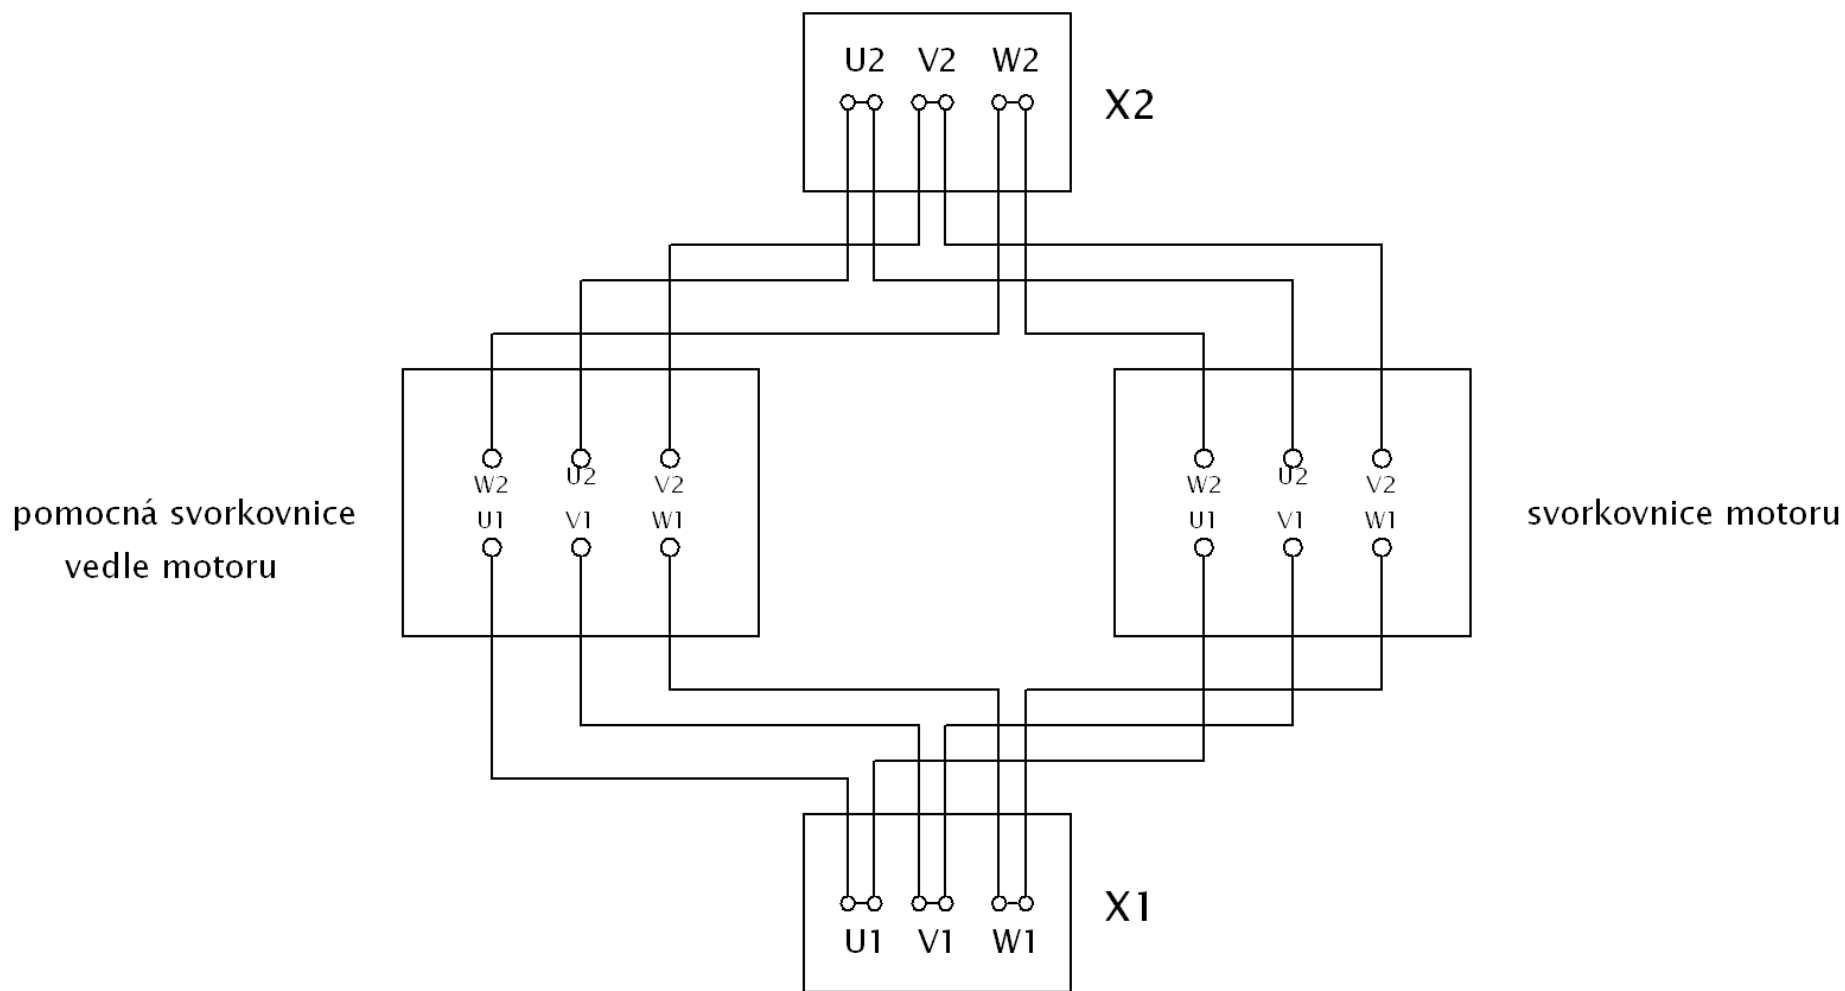 U2 V2 W2
X2
W2 U2 V2
U1 V1 W1
pomocná svorkovnice
vedle motoru
W2 U2 V2
U1 V1 W1
svorkovnice motoru
X1
U1 V1 W1